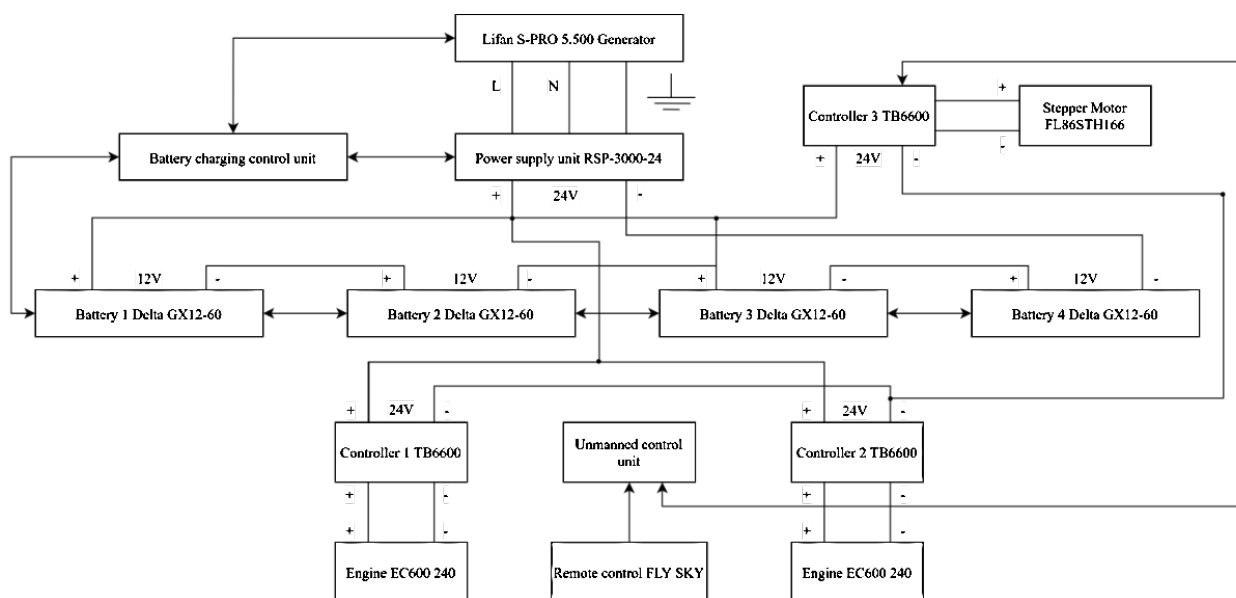 Lifan S-PRO 5.500 Generator
L
N
Controller 3 TB6600
+
-
Stepper Motor
FL86STH166
Battery charging control unit
Power supply unit RSP-3000-24
+
24V
-
+
24V
-
+
12V
-
+
12V
-
+
12V
-
+
12V
-
Battery 1 Delta GX12-60
Battery 2 Delta GX12-60
Battery 3 Delta GX12-60
Battery 4 Delta GX12-60
+
24V
-
+
24V
-
Controller 1 TB6600
Unmanned control
unit
Controller 2 TB6600
+
-
+
-
+
-
+
-
Engine EC600 240
Remote control FLY SKY
Engine EC600 240